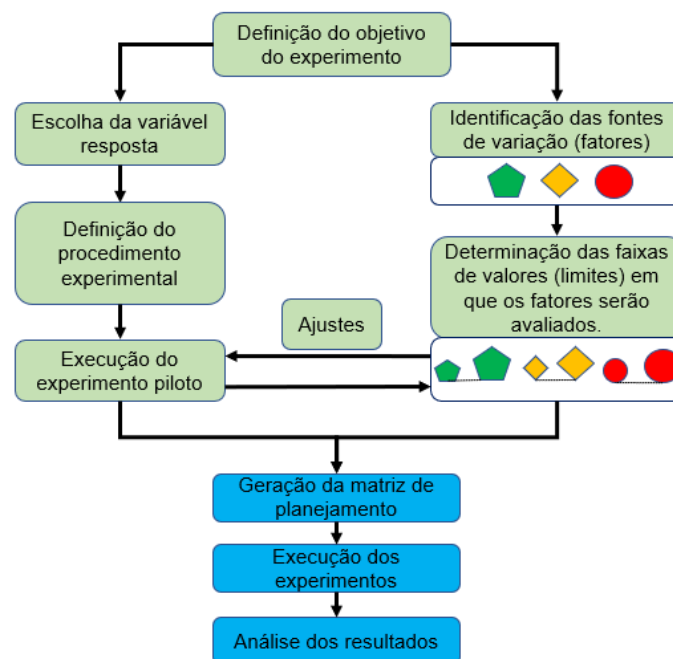 Definição do objetivo
do experimento
Escolha da variável
resposta
Identificação das fontes
de variação (fatores)
Definição do
procedimento
experimental
Determinação das faixas
de valores (limites) em
que os fatores serão
avaliados.
Ajustes
Execução do
experimento piloto
Geração da matriz de
planejamento
Execução dos
experimentos
Análise dos resultados